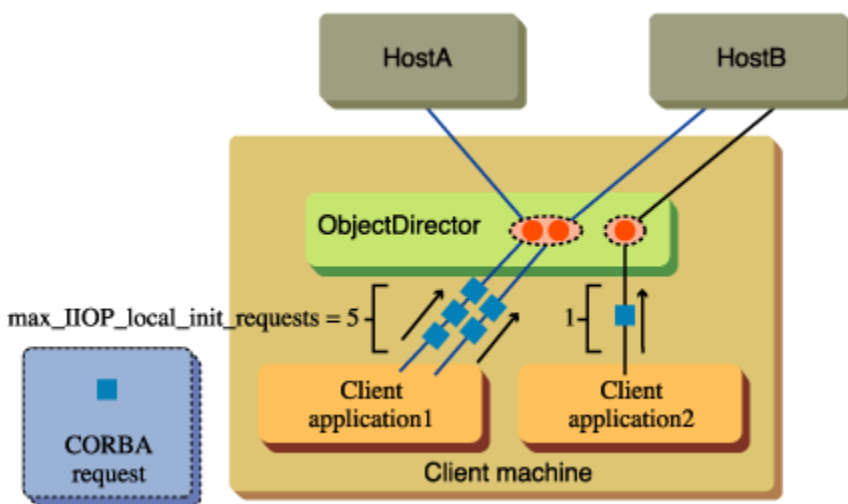 HostA
HostB
ObjectDirector
max_IIOP_local_init_requests = 5
1
Client
application1
Client
application2
CORBA
request
Client machine